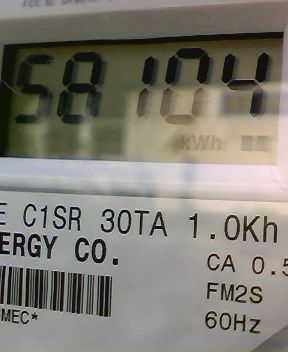 58104
kWh
E C1SR 30TA 1.0Kh
ERGY CO.
CA 0.5
FM2S
MEC*
60Hz